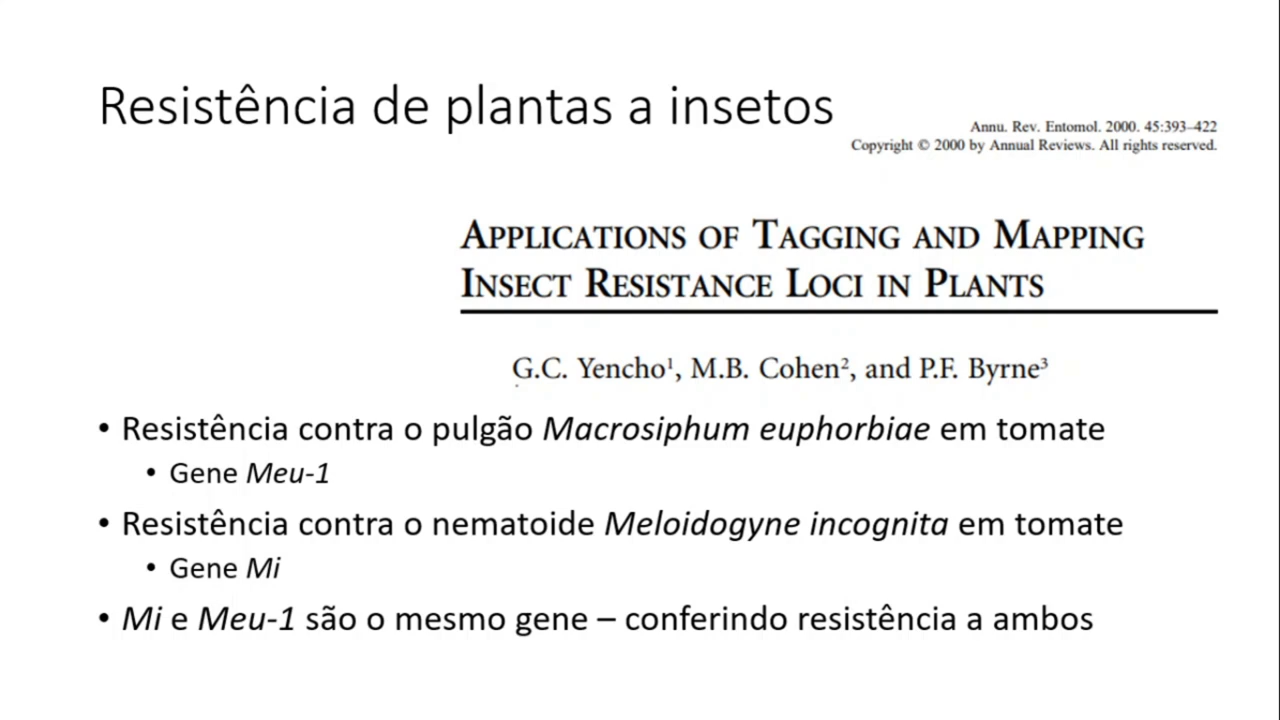 Resistência de plantas a insetos
Annu. Rev. Entomol. 2000. 45:393–422
Copyright © 2000 by Annual Reviews. All rights reserved.
APPLICATIONS OF TAGGING AND MAPPING
INSECT RESISTANCE LOCI IN PLANTS
G.C. Yencho¹, M.B. Cohen², and P.F. Byrne³
• Resistência contra o pulgão Macrosiphum euphorbiae em tomate
• Gene Meu-1
• Resistência contra o nematoide Meloidogyne incognita em tomate
• Gene Mi
• Mi e Meu-1 são o mesmo gene – conferindo resistência a ambos